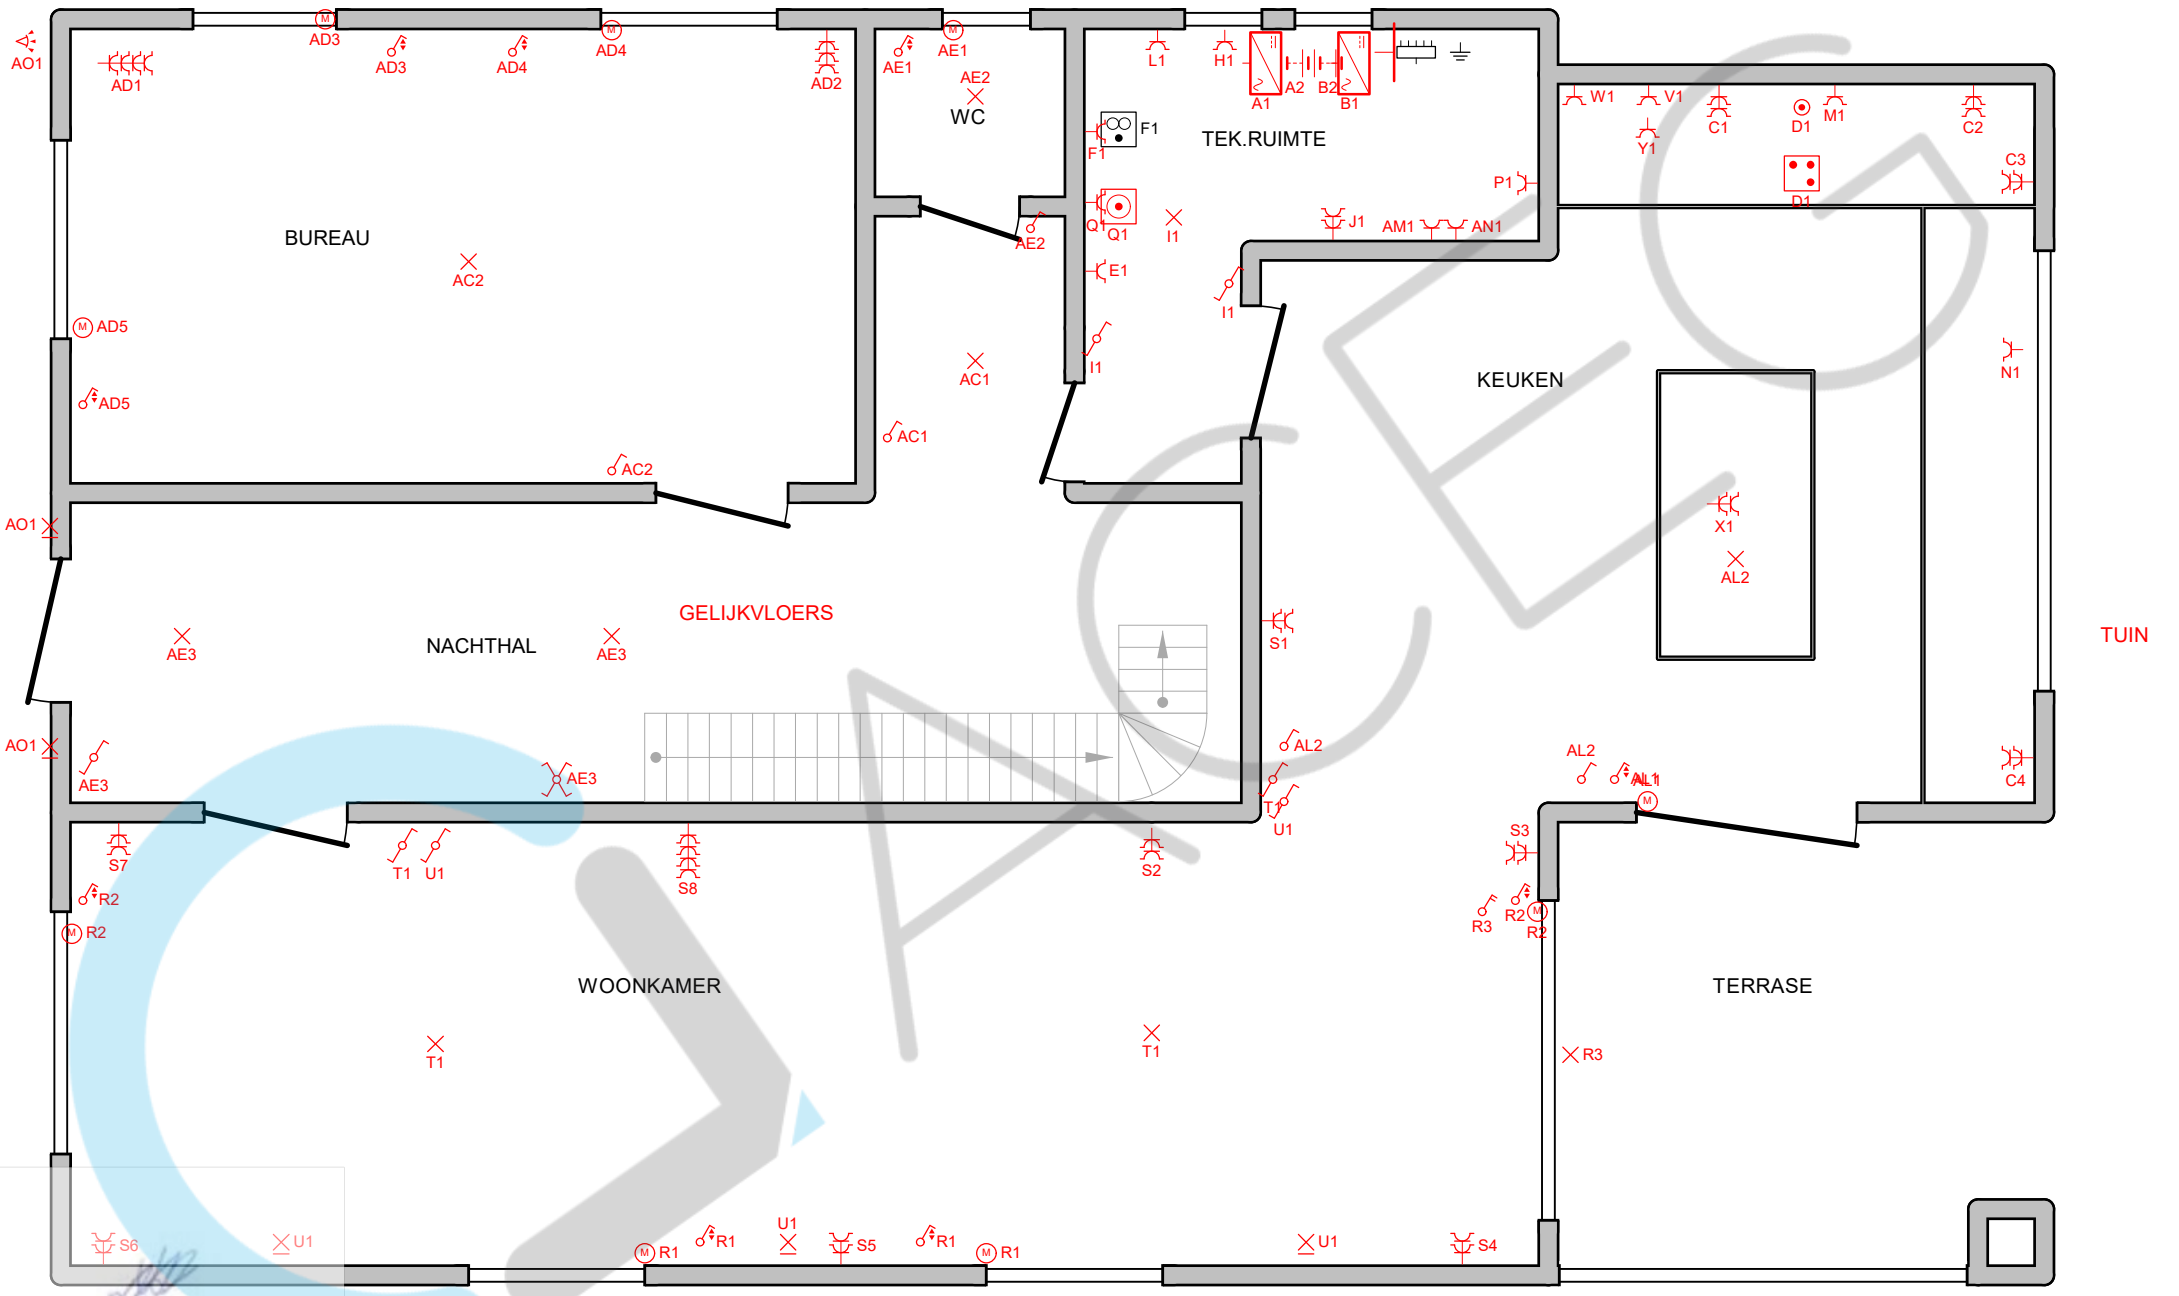 M
AD3
M
AD4
M
AE1
AO1
AD1
AD3
AD4
AD2
AE1
AE2
WC
L1
H1
A1
A2
B2
B1
F1
F1
TEK.RUIMTE
W1
V1
Y1
C1
D1
M1
C2
C3
D1
P1
Q1
Q1
I1
J1
AM1
AN1
AE2
BUREAU
AC2
E1
I1
I1
M
AD5
AD5
AC1
AC1
AC2
KEUKEN
N1
X1
AL2
AO1
GELIJKVLOERS
TUIN
AE3
AE3
NACHTHAL
S1
AO1
AE3
AE3
AL2
T1
U1
AL2
AL1
AL1
M
C4
S7
T1
U1
S8
S2
S3
R2
M
R2
R3
R2
M
R2
WOONKAMER
TERRASE
T1
T1
R3
S6
U1
M
R1
R1
U1
S5
R1
M
R1
U1
S4
ACEG